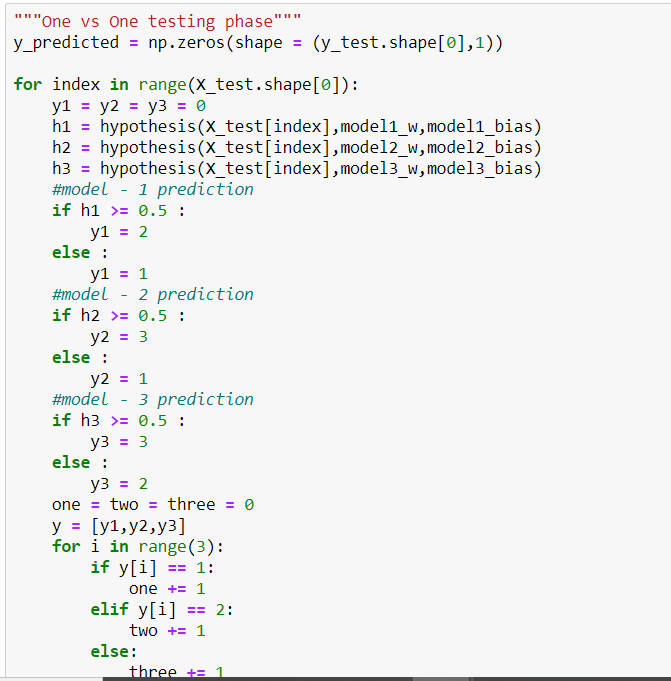 """One vs One testing phase"""
y_predicted = np.zeros(shape = (y_test.shape[0],1))

for index in range(X_test.shape[0]):
    y1 = y2 = y3 = 0
    h1 = hypothesis(X_test[index],model1_w,model1_bias)
    h2 = hypothesis(X_test[index],model2_w,model2_bias)
    h3 = hypothesis(X_test[index],model3_w,model3_bias)
    #model - 1 prediction
    if h1 >= 0.5 :
        y1 = 2
    else :
        y1 = 1
    #model - 2 prediction
    if h2 >= 0.5 :
        y2 = 3
    else :
        y2 = 1
    #model - 3 prediction
    if h3 >= 0.5 :
        y3 = 3
    else :
        y3 = 2
    one = two = three = 0
    y = [y1,y2,y3]
    for i in range(3):
        if y[i] == 1:
            one += 1
        elif y[i] == 2:
            two += 1
        else:
            three += 1